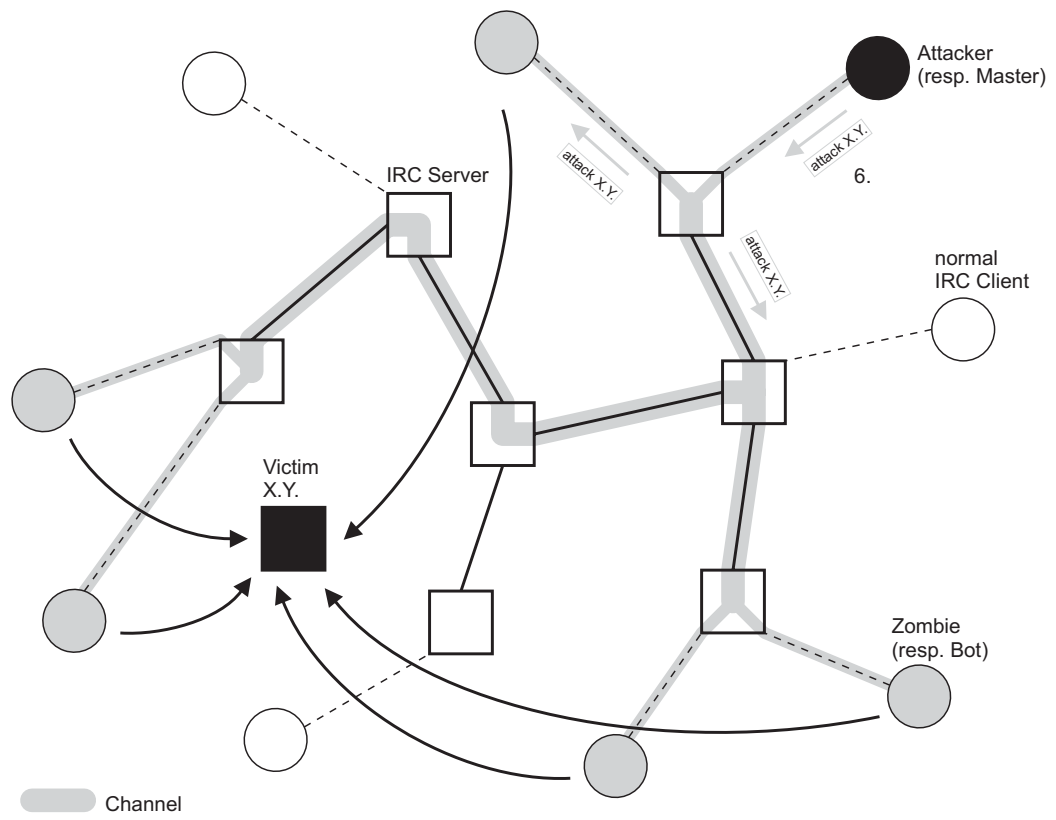 Attacker
(resp. Master)
attack X.Y.
attack X.Y.
6.
IRC Server
attack X.Y.
normal
IRC Client
Victim
X.Y.
Zombie
(resp. Bot)
Channel